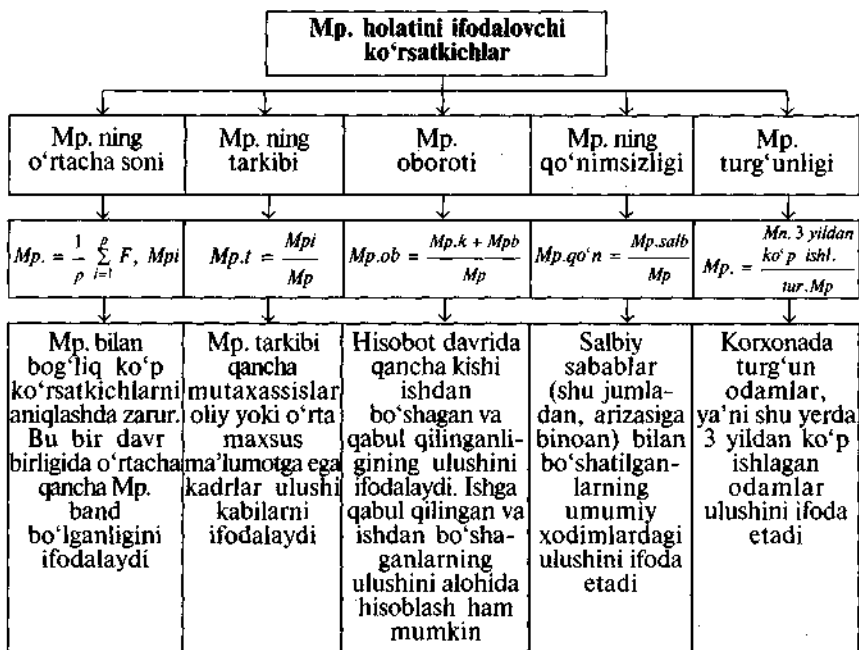 Mp. holatini ifodalovchi
ko‘rsatkichlar
Mp. ning
o‘rtacha soni
Mp. ning
tarkibi
Mp.
oboroti
Mp. ning
qo‘nimsizligi
Mp.
turg‘unligi
Mp. = 1/p p∑i=1 F, Mpi
Mp.t = Mpi/Mp
Mp.ob = Mp.k + Mpb/Mp
Mp.qo‘n = Mp.salb/Mp
Mp. = Mn. 3 yildan
ko‘p ishl.
tur.Mp
Mp. bilan
bog‘liq ko‘p
ko‘rsatkichlarni
aniqlashda zarur.
Bu bir davr
birligida o‘rtacha
qancha Mp.
band
bo‘lganligini
ifodalaydi
Mp. tarkibi
qancha
mutaxassislar
oliy yoki o‘rta
maxsus
ma’lumotga ega
kadrlar ulushi
kabilarni
ifodalaydi
Hisobot davrida
qancha kishi
ishdan
bo‘shagan va
qabul qilinganli-
gining ulushini
ifodalaydi. Ishga
qabul qilingan va
ishdan bo‘sha-
ganlarning
ulushini alohida
hisoblash ham
mumkin
Salbiy
sabablar
(shu jumla-
dan, arizasiga
binoan) bilan
bo‘shatilgan-
larning
umumiy
xodimlardagi
ulushini ifoda
etadi
Korxonada
turg‘un
odamlar,
ya’ni shu yerda
3 yildan ko‘p
ishlagan
odamlar
ulushini ifoda
etadi